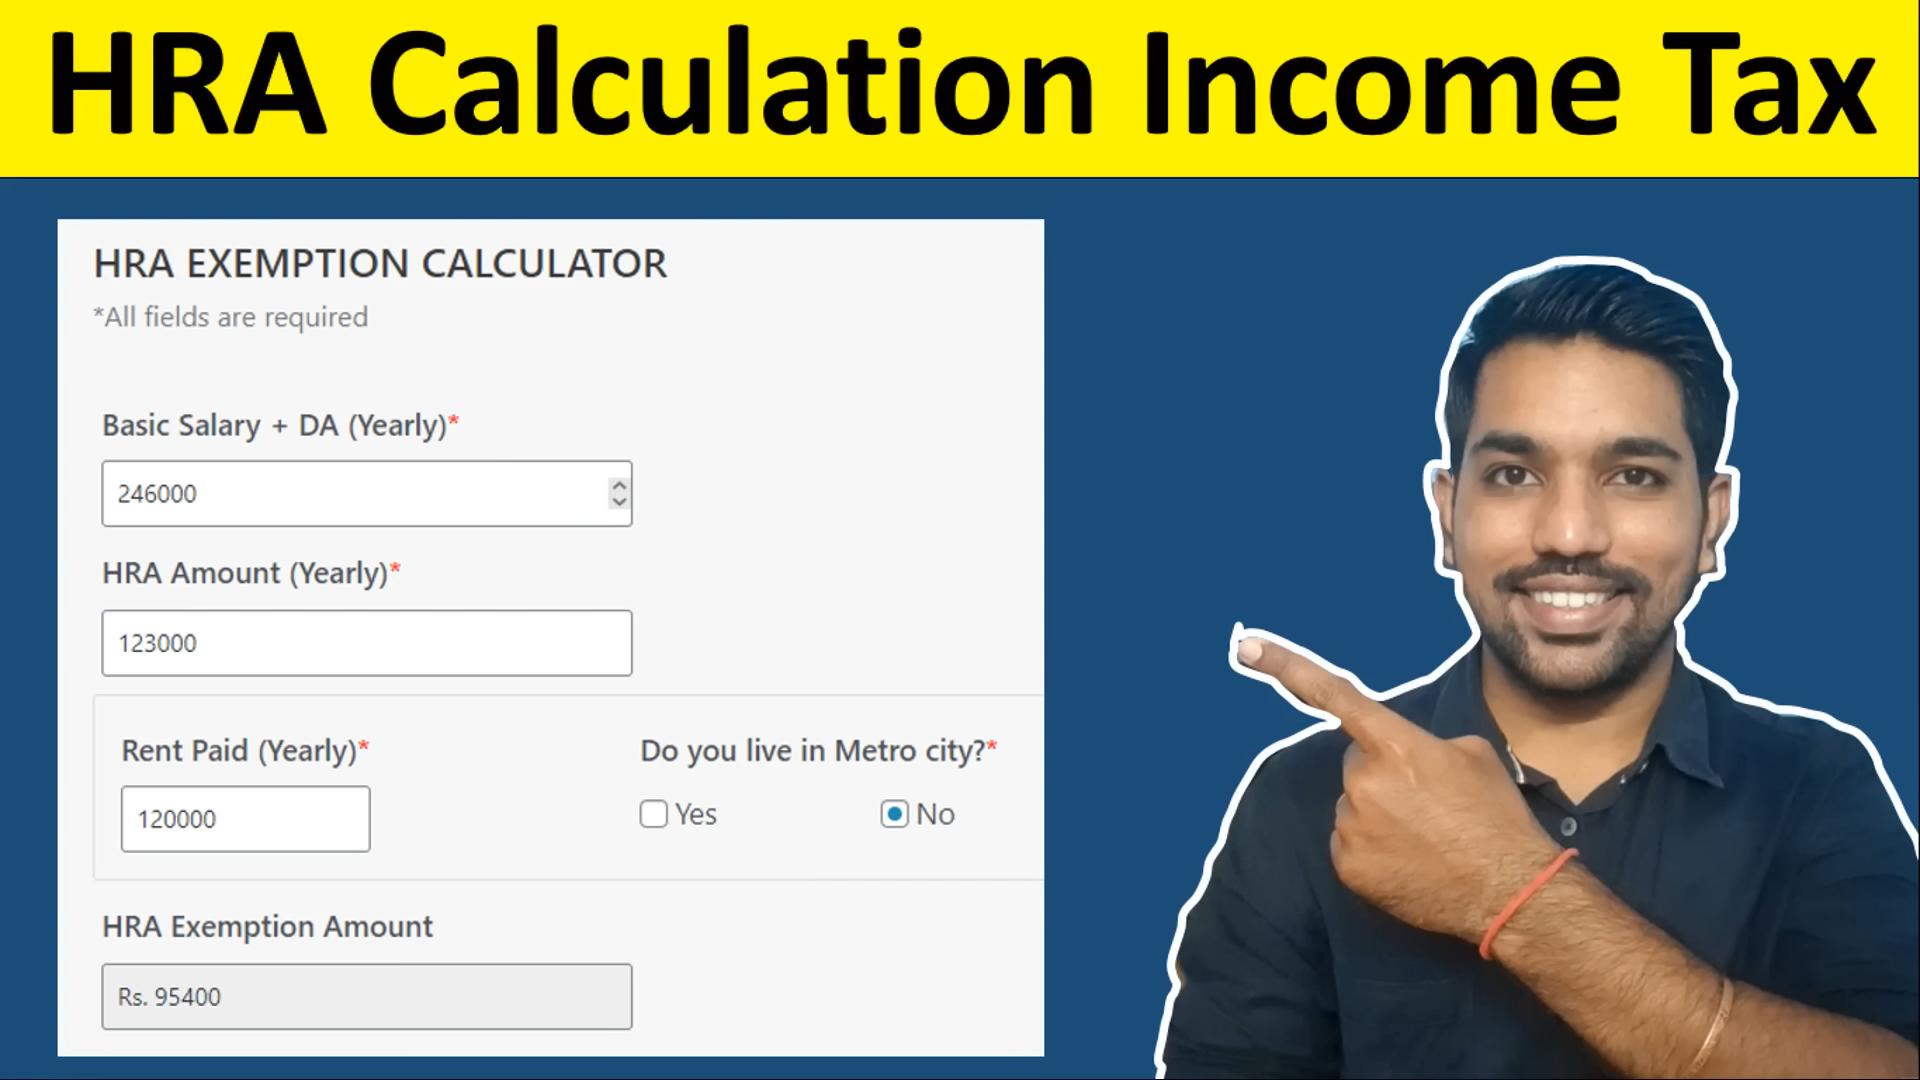 HRA Calculation Income Tax
HRA EXEMPTION CALCULATOR
*All fields are required
Basic Salary + DA (Yearly)*
246000
HRA Amount (Yearly)*
123000
Rent Paid (Yearly)*
Do you live in Metro city?*
120000
Yes
No
HRA Exemption Amount
Rs. 95400